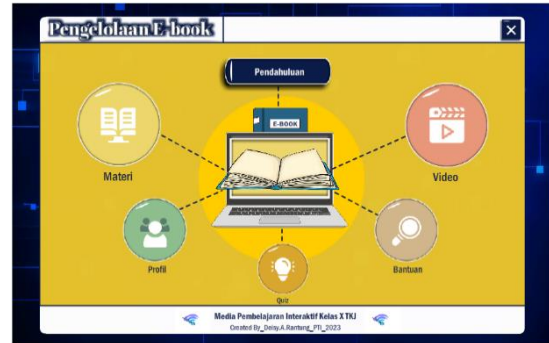 Pengelolaan E-book
Pendahuluan
E-BOOK
Materi
Video
Profil
Bantuan
Quiz
Media Pembelajaran Interaktif Kelas X TKJ
Created By_Deisy.A.Rantung_PTI_2023